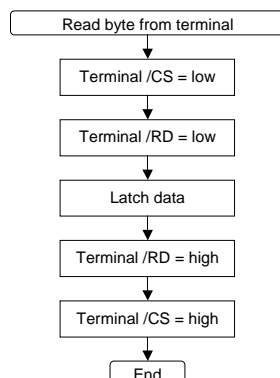 Read byte from terminal
Terminal /CS = low
Terminal /RD = low
Latch data
Terminal /RD = high
Terminal /CS = high
End